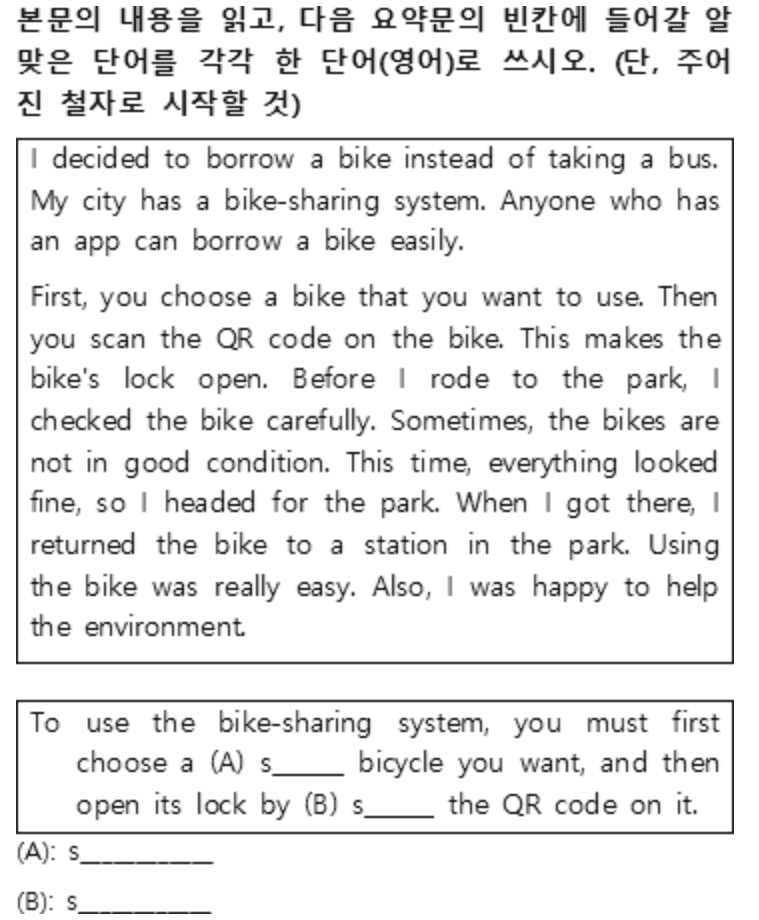 본문의 내용을 읽고, 다음 요약문의 빈칸에 들어갈 알
맞은 단어를 각각 한 단어(영어)로 쓰시오. (단, 주어
진 철자로 시작할 것)
I decided to borrow a bike instead of taking a bus.
My city has a bike-sharing system. Anyone who has
an app can borrow a bike easily.
First, you choose a bike that you want to use. Then
you scan the QR code on the bike. This makes the
bike's lock open. Before I rode to the park, I
checked the bike carefully. Sometimes, the bikes are
not in good condition. This time, everything looked
fine, so I headed for the park. When I got there, I
returned the bike to a station in the park. Using
the bike was really easy. Also, I was happy to help
the environment.
To use the bike-sharing system, you must first
choose a (A) s_____ bicycle you want, and then
open its lock by (B) s_____ the QR code on it.
(A): s__________
(B): s__________